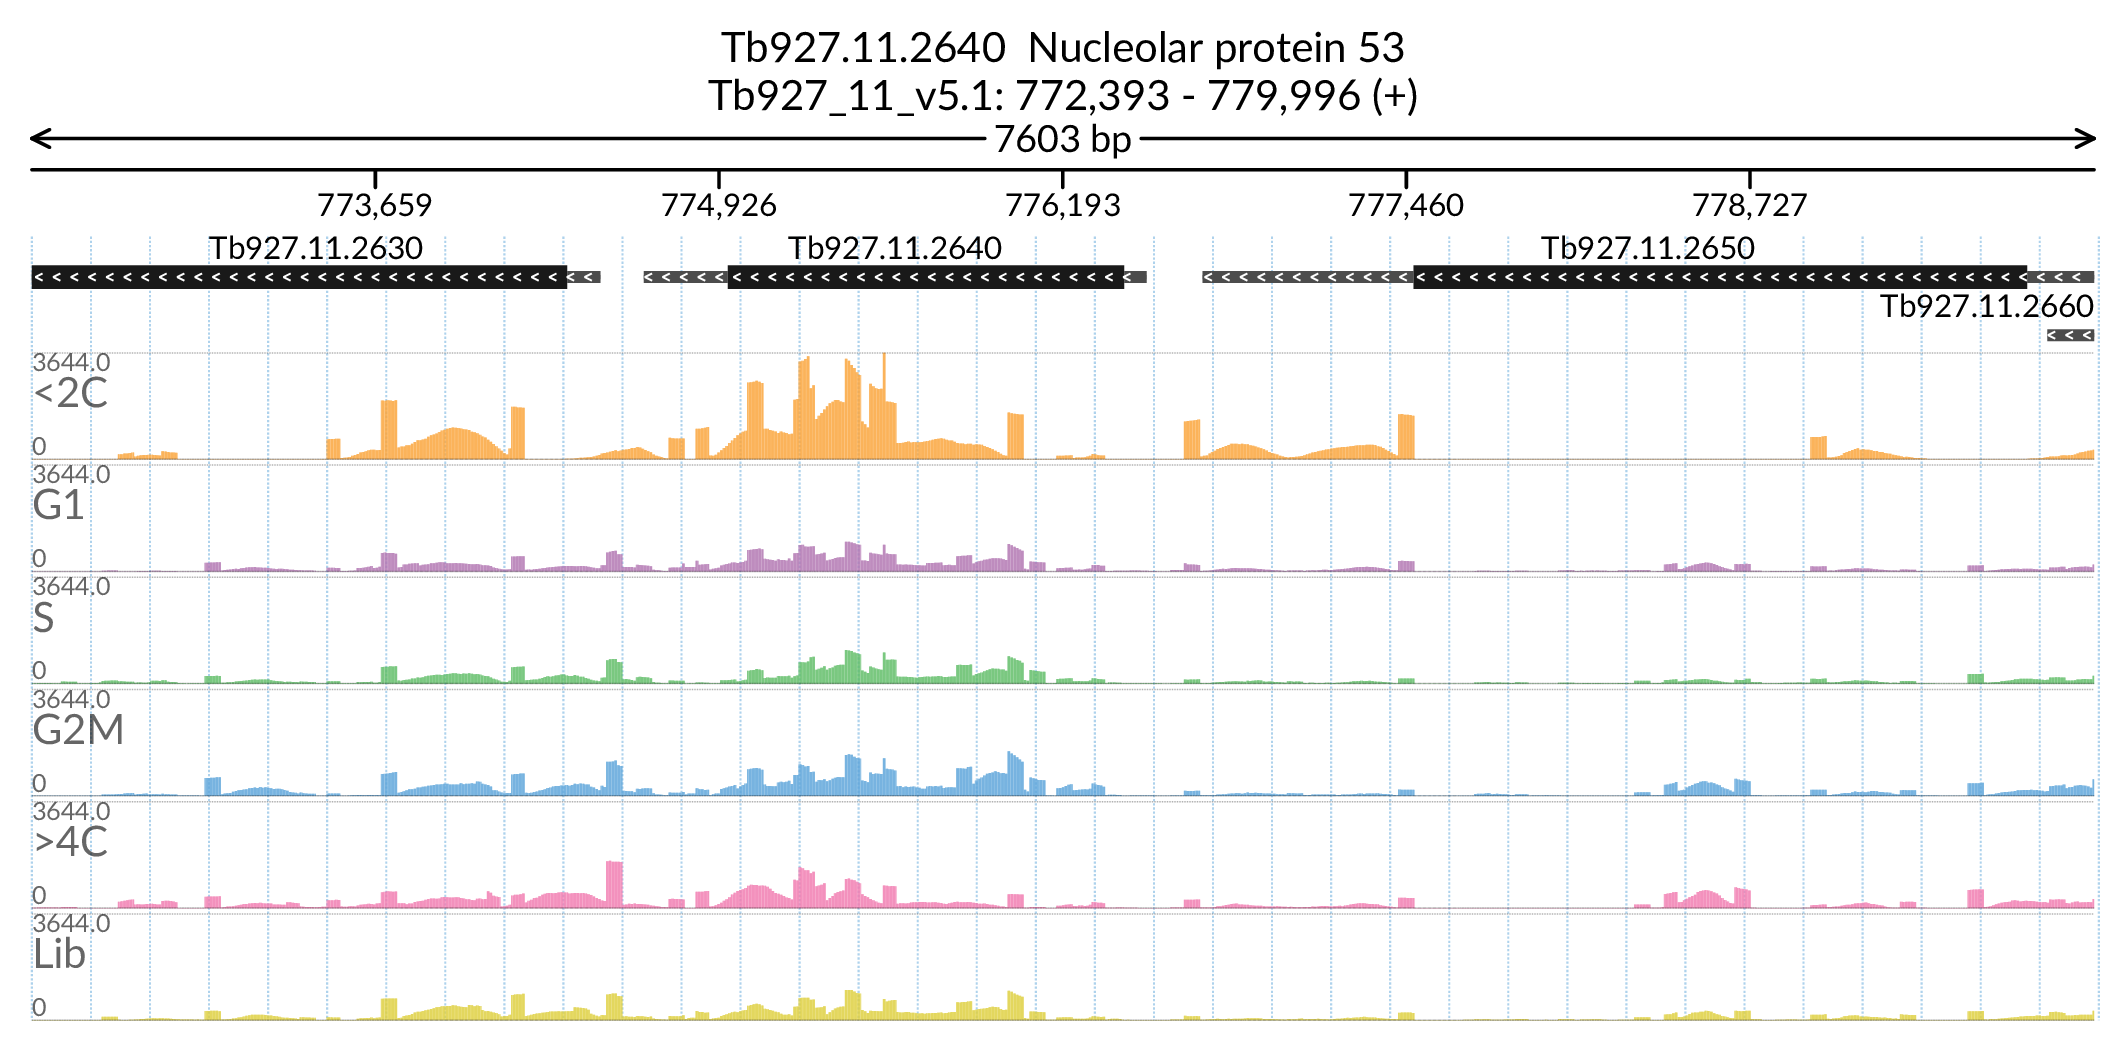 Tb927.11.2640  Nucleolar protein 53
Tb927_11_v5.1: 772,393 - 779,996 (+)
7603 bp
773,659 774,926 776,193 777,460 778,727
Tb927.11.2630 Tb927.11.2640 Tb927.11.2650
Tb927.11.2660
3644.0
<2C
0
3644.0
G1
0
3644.0
S
0
3644.0
G2M
0
3644.0
>4C
0
3644.0
Lib
0